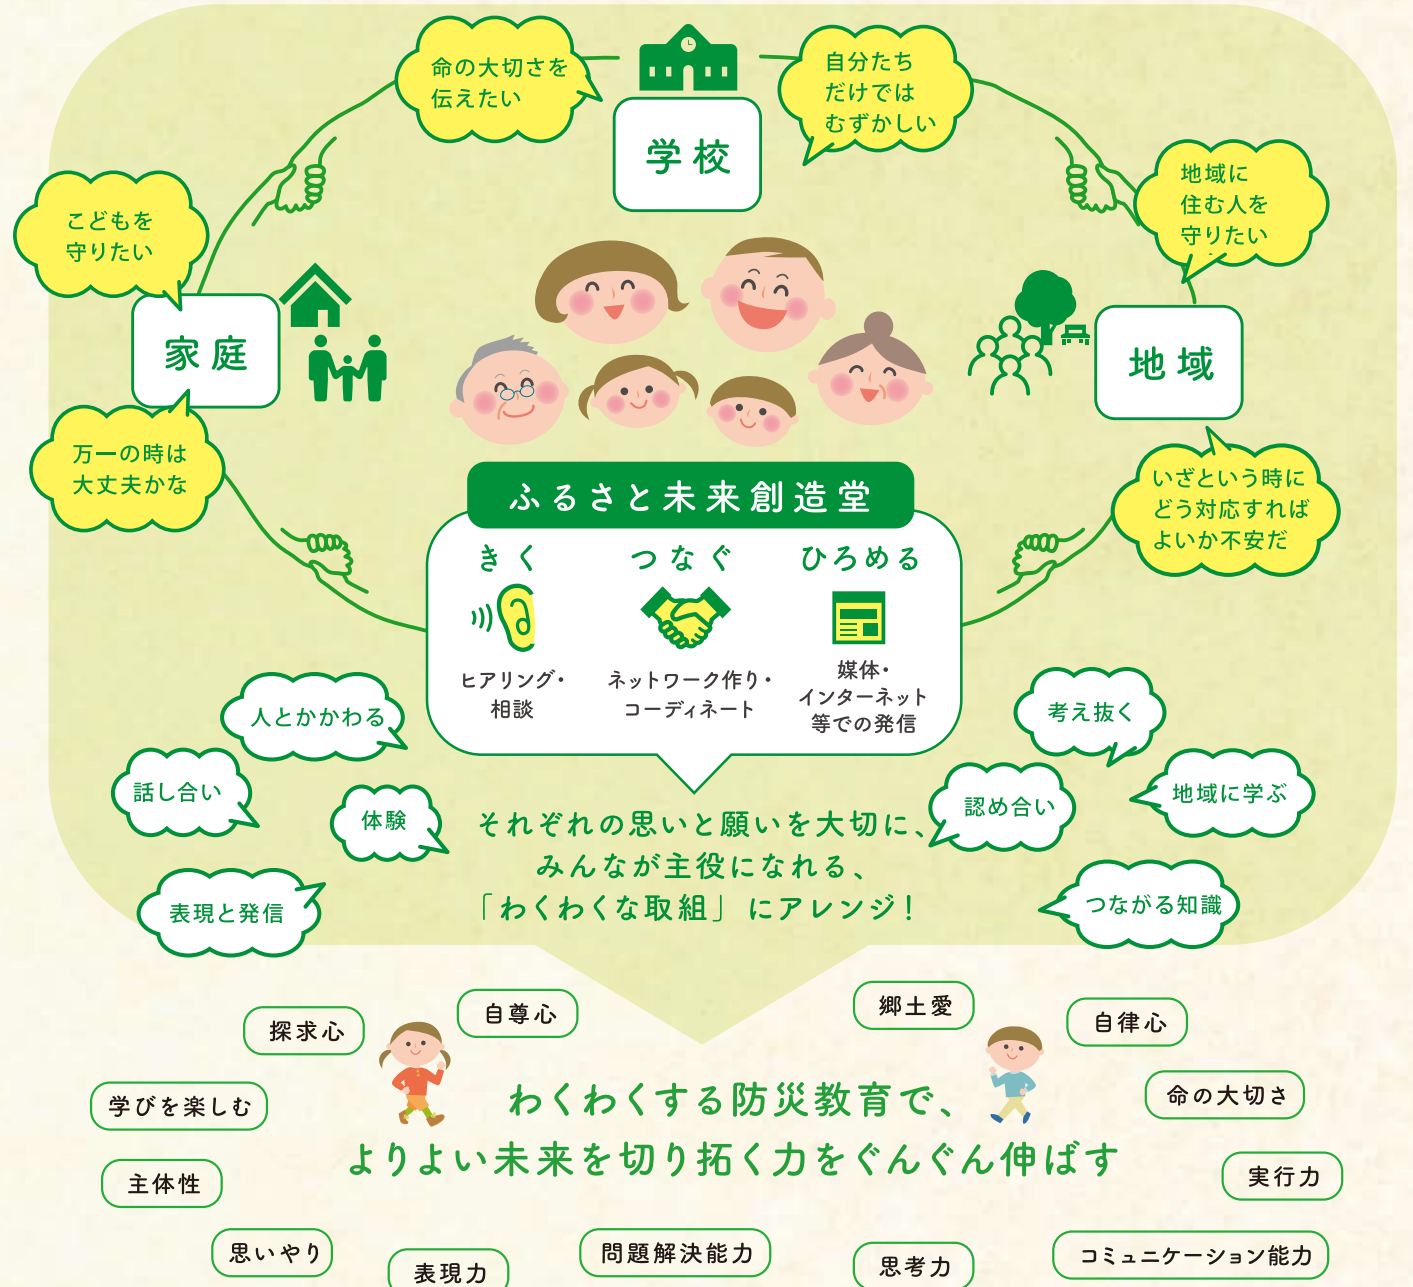 命の大切さを
伝えたい
学校
自分たち
だけでは
むずかしい
こどもを
守りたい
地域に
住む人を
守りたい
家庭
地域
万一の時は
大丈夫かな
いざという時に
どう対応すれば
よいか不安だ
ふるさと未来創造堂
きく
つなぐ
ひろめる
ヒアリング・
相談
ネットワーク作り・
コーディネート
媒体・
インターネット
等での発信
人とかかわる
話し合い
体験
表現と発信
考え抜く
地域に学ぶ
認め合い
つながる知識
それぞれの思いと願いを大切に、
みんなが主役になれる、
「わくわくな取組」にアレンジ！
探求心
自尊心
郷土愛
自律心
学びを楽しむ
命の大切さ
わくわくする防災教育で、
よりよい未来を切り拓く力をぐんぐん伸ばす
主体性
実行力
思いやり
表現力
問題解決能力
思考力
コミュニケーション能力